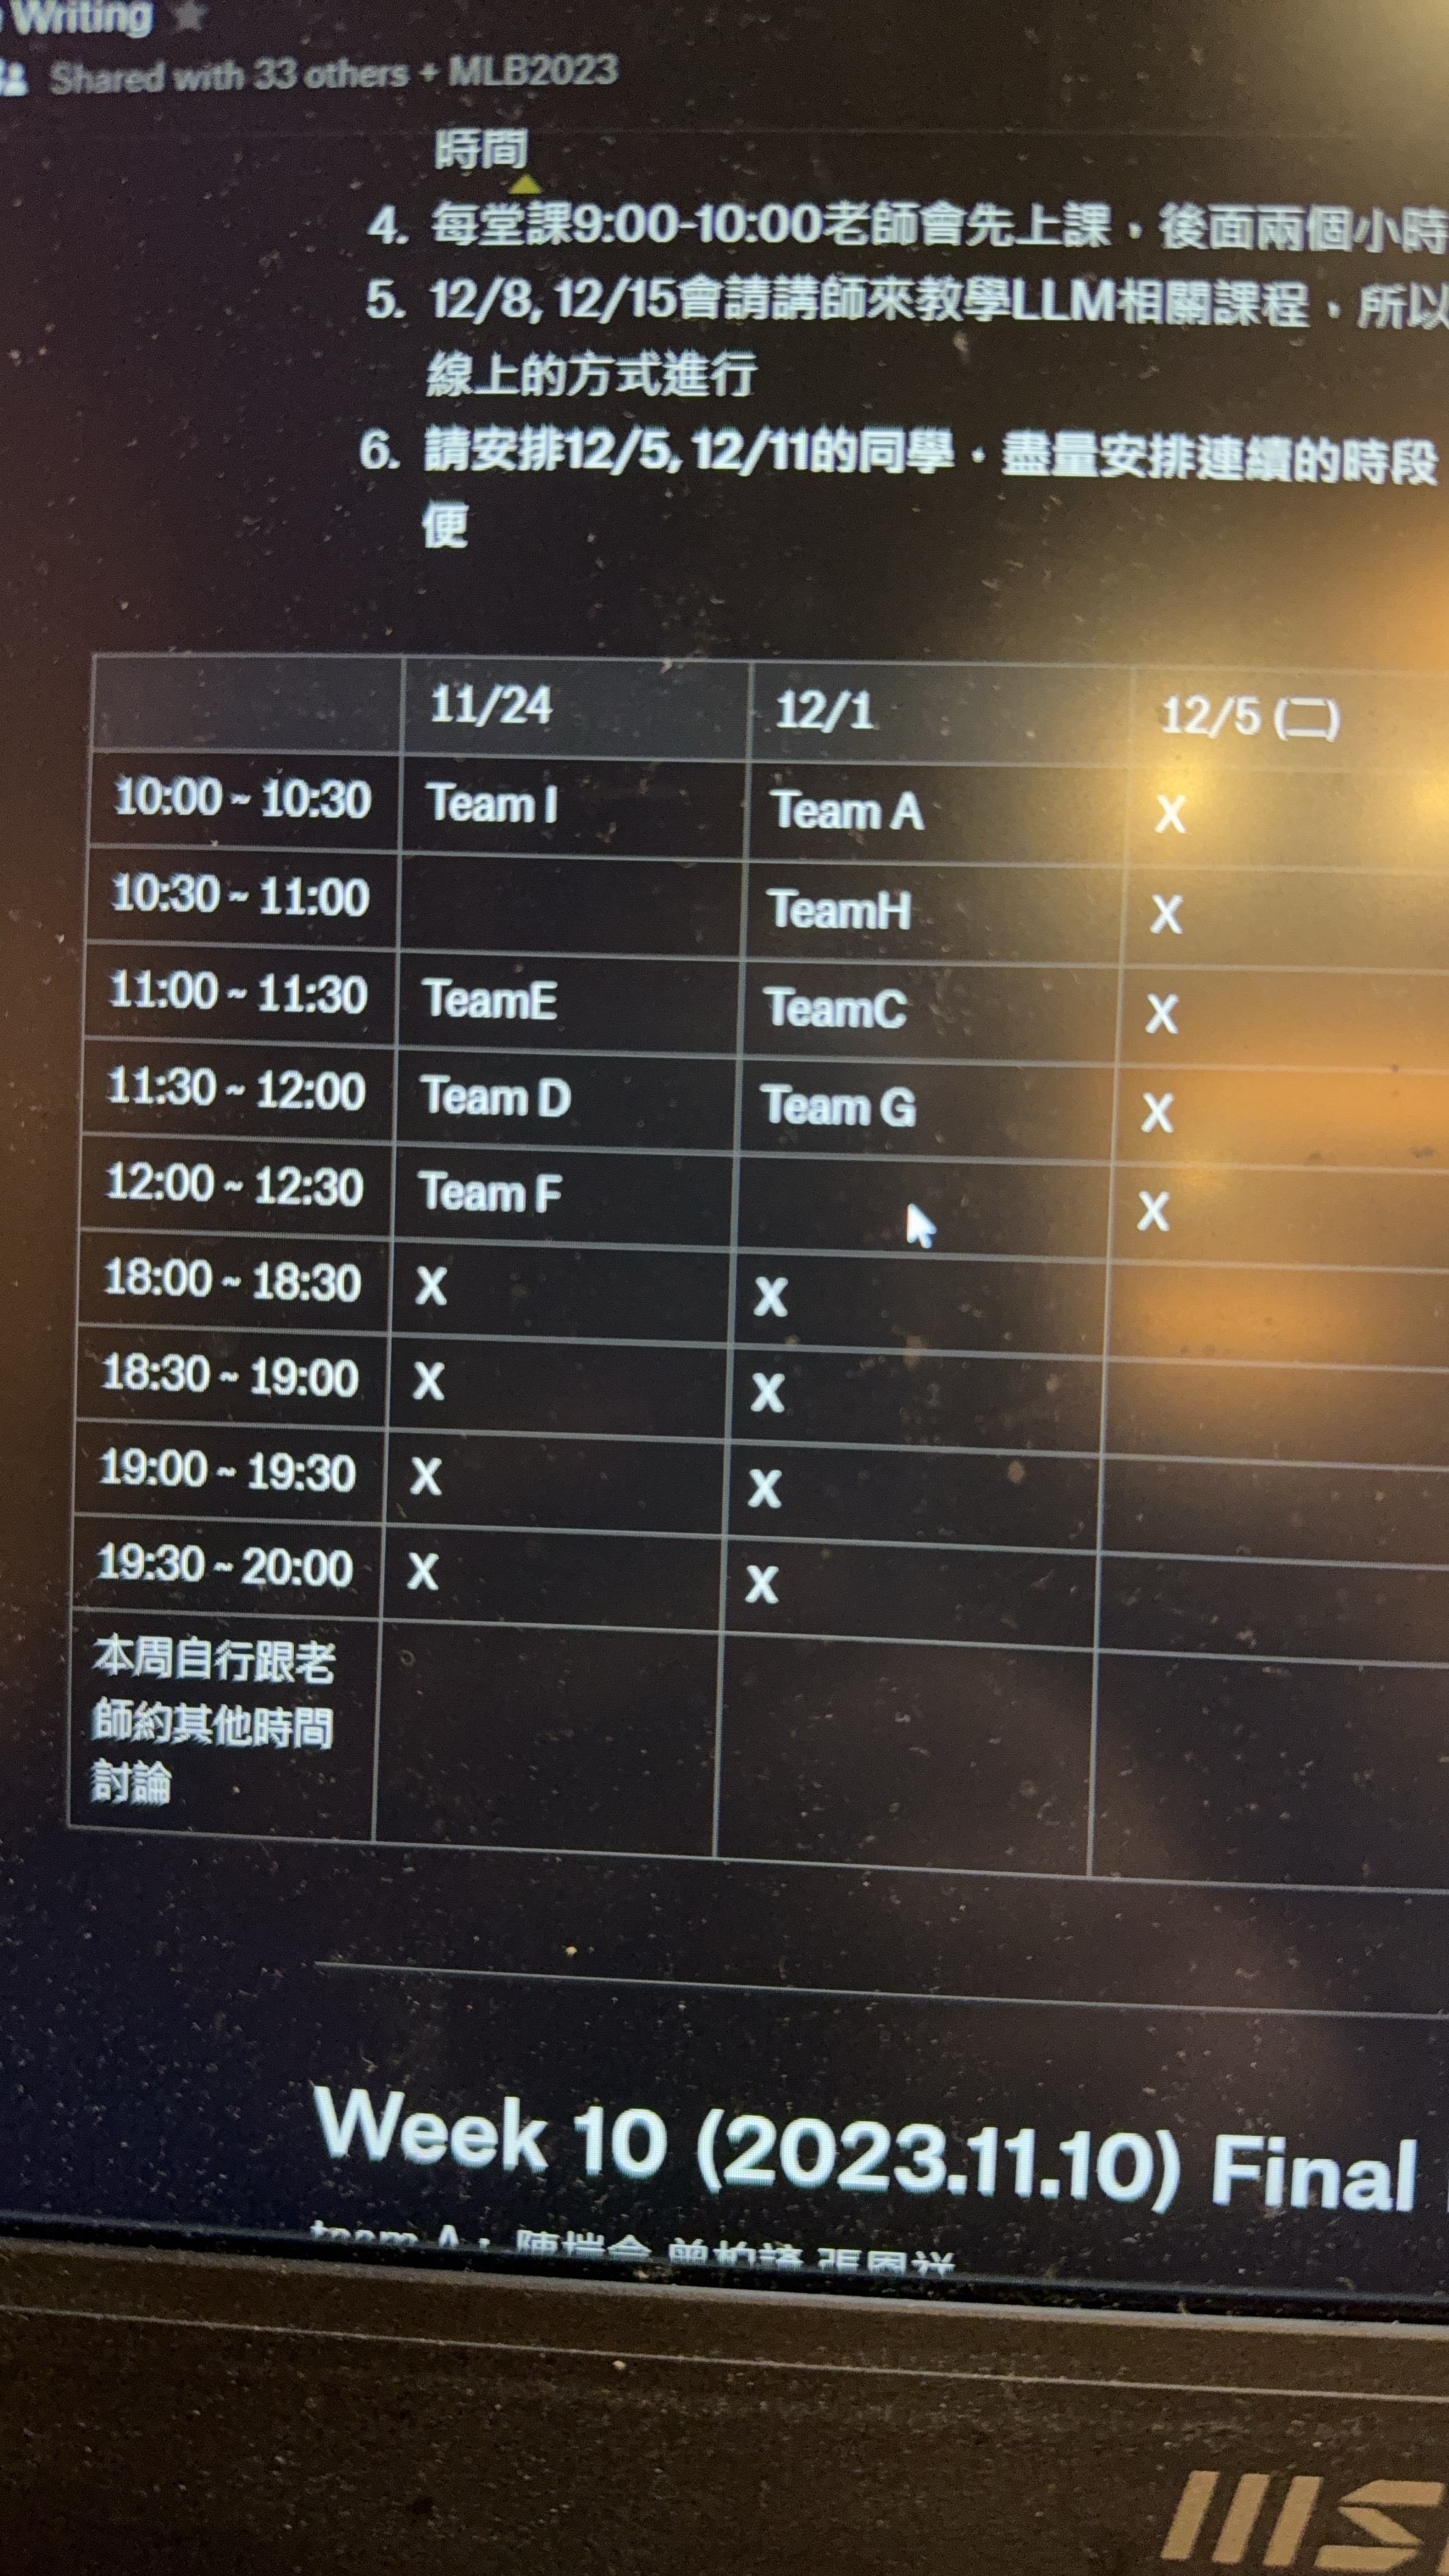 Writing
Shared with 33 others + MLB2023
時間
4. 每堂課9:00-10:00老師會先上課，後面兩個小時
5. 12/8, 12/15會請講師來教學LLM相關課程，所以
線上的方式進行
6. 請安排12/5, 12/11的同學，盡量安排連續的時段
便
11/24 12/1 12/5 (二)
10:00 ~ 10:30 Team I Team A X
10:30 ~ 11:00 TeamH X
11:00 ~ 11:30 TeamE TeamC X
11:30 ~ 12:00 Team D Team G X
12:00 ~ 12:30 Team F X
18:00 ~ 18:30 X X
18:30 ~ 19:00 X X
19:00 ~ 19:30 X X
19:30 ~ 20:00 X X
本周自行跟老
師約其他時間
討論
Week 10 (2023.11.10) Final
team A :